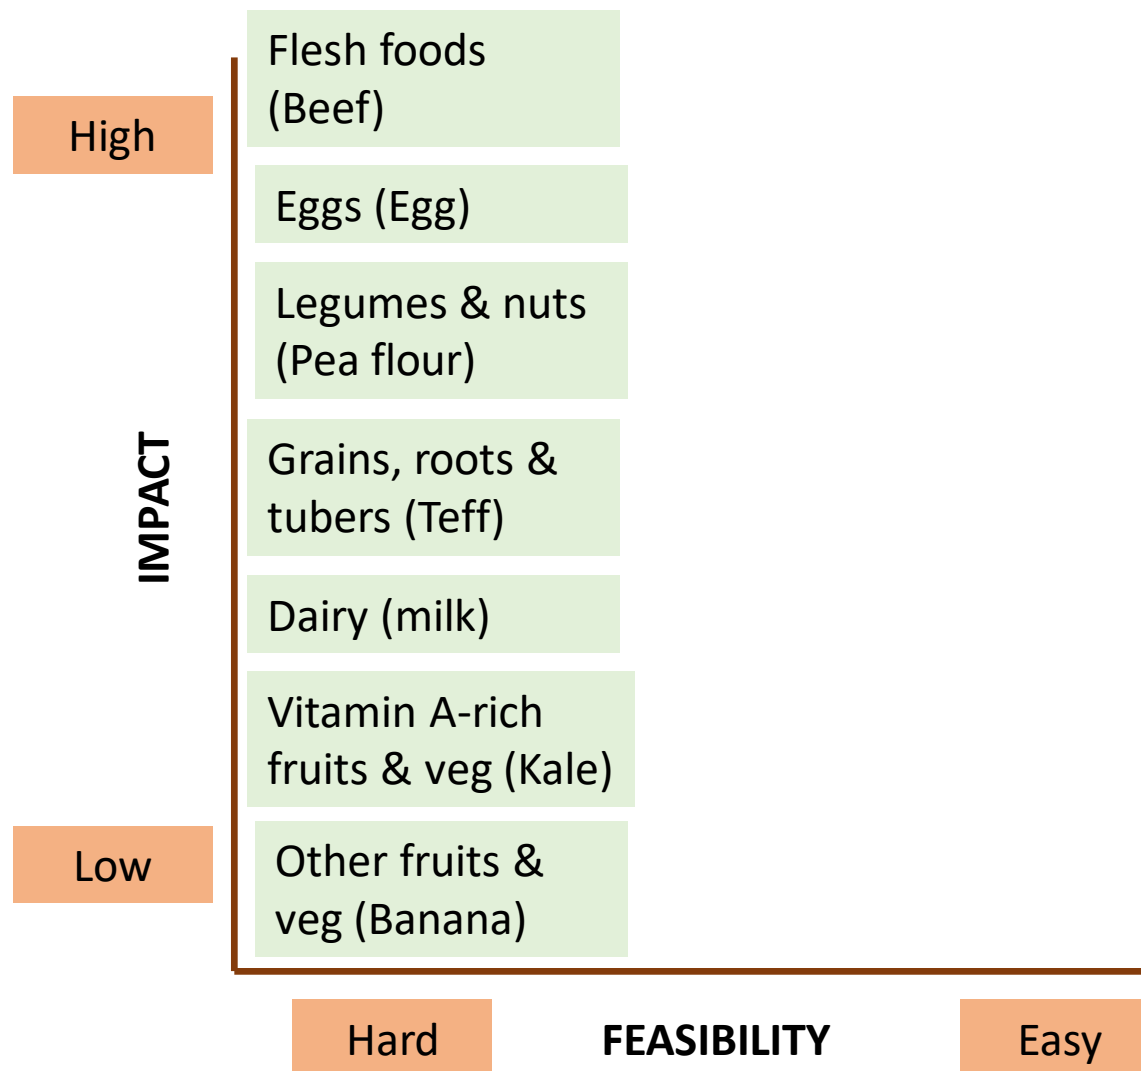 Flesh foods
(Beef)
High
Eggs (Egg)
Legumes & nuts
(Pea flour)
IMPACT
Grains, roots &
tubers (Teff)
Dairy (milk)
Vitamin A-rich
fruits & veg (Kale)
Low
Other fruits &
veg (Banana)
Hard
FEASIBILITY
Easy